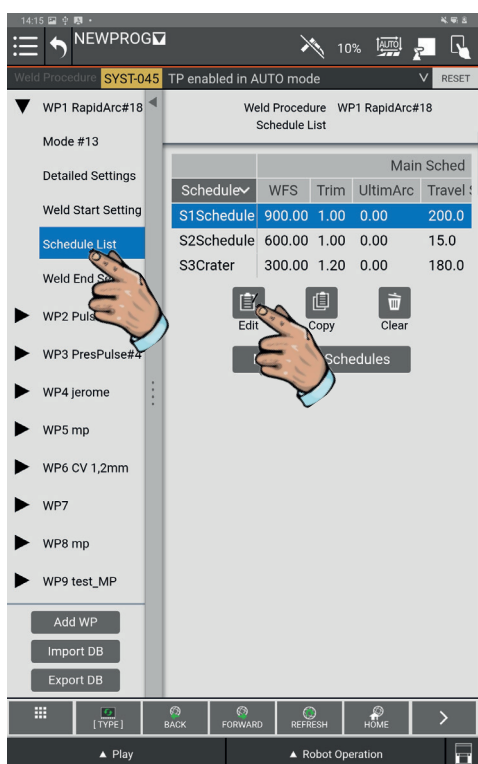 14:15
NEWPROG
10%
AUTO
Weld Procedure SYST-045 TP enabled in AUTO mode
RESET
WP1 RapidArc#18
Mode #13
Detailed Settings
Weld Start Setting
Schedule List
Weld End
WP2
WP3 PresPulse#4
WP4 jerome
WP5 mp
WP6 CV 1,2mm
WP7
WP8 mp
WP9 test_MP
Add WP
Import DB
Export DB
Weld Procedure WP1 RapidArc#18
Schedule List
Main Sched
Schedule WFS Trim UltimArc Travel
S1Schedule 900.00 1.00 0.00 200.0
S2Schedule 600.00 1.00 0.00 15.0
S3Crater 300.00 1.20 0.00 180.0
Edit Copy Clear
Schedules
[TYPE] BACK FORWARD REFRESH HOME
Play Robot Operation